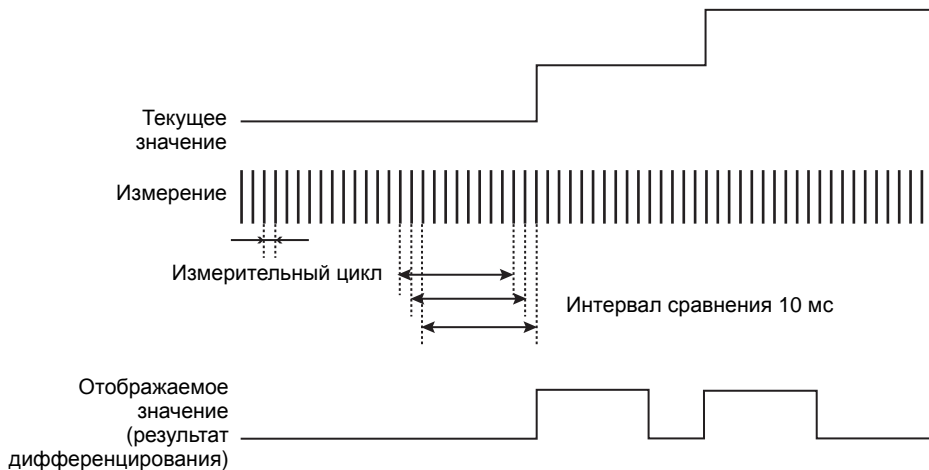 Текущее
значение
Измерение
Измерительный цикл
Интервал сравнения 10 мс
Отображаемое
значение
(результат
дифференцирования)